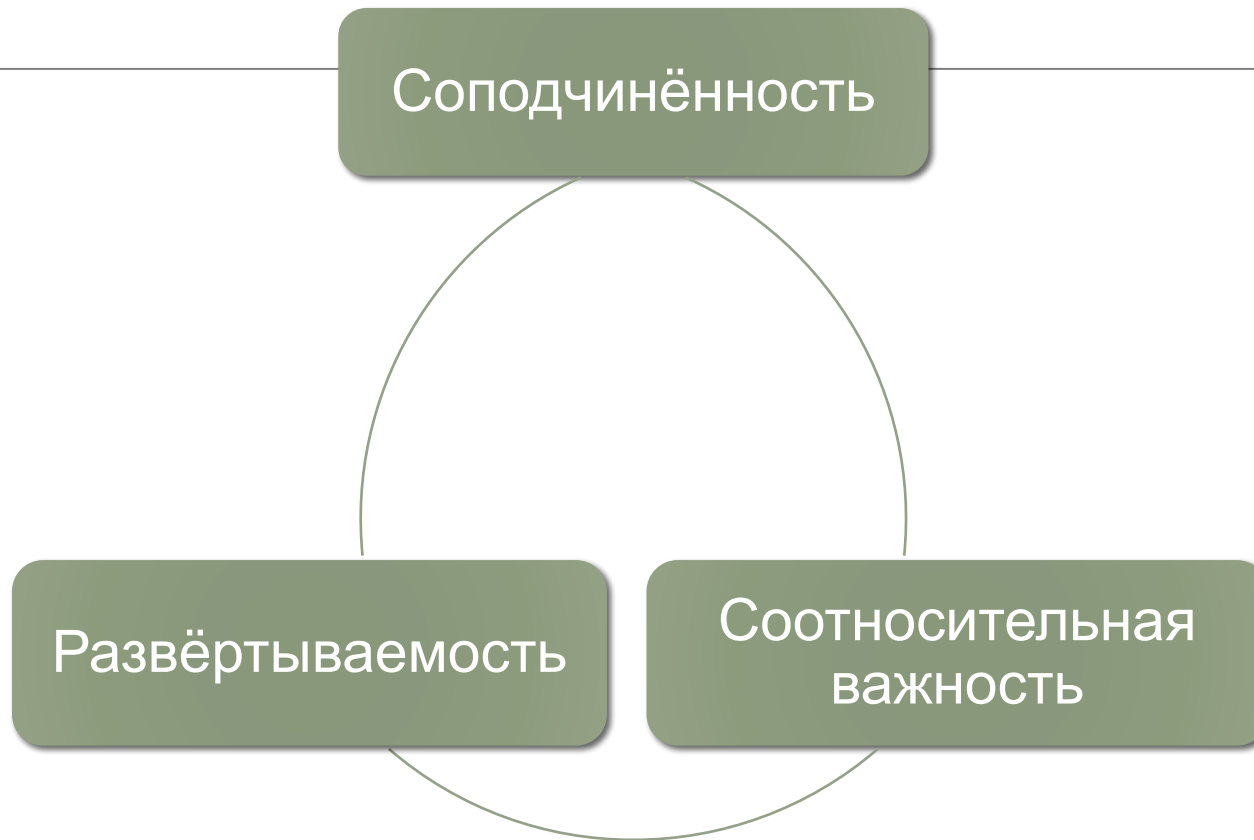 Соподчинённость
Развёртываемость
Соотносительная
важность